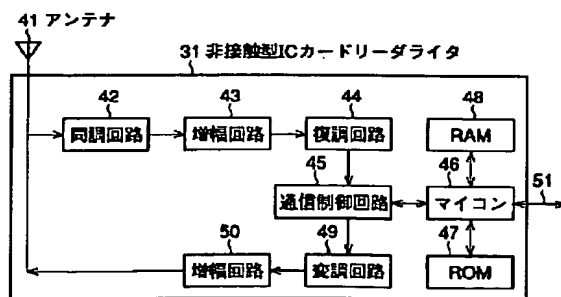 41 アンテナ
31 非接触型ICカードリーダライタ
42
43
44
48
同調回路
増幅回路
復調回路
RAM
45
46
51
通信制御回路
マイコン
50
49
47
増幅回路
変調回路
ROM